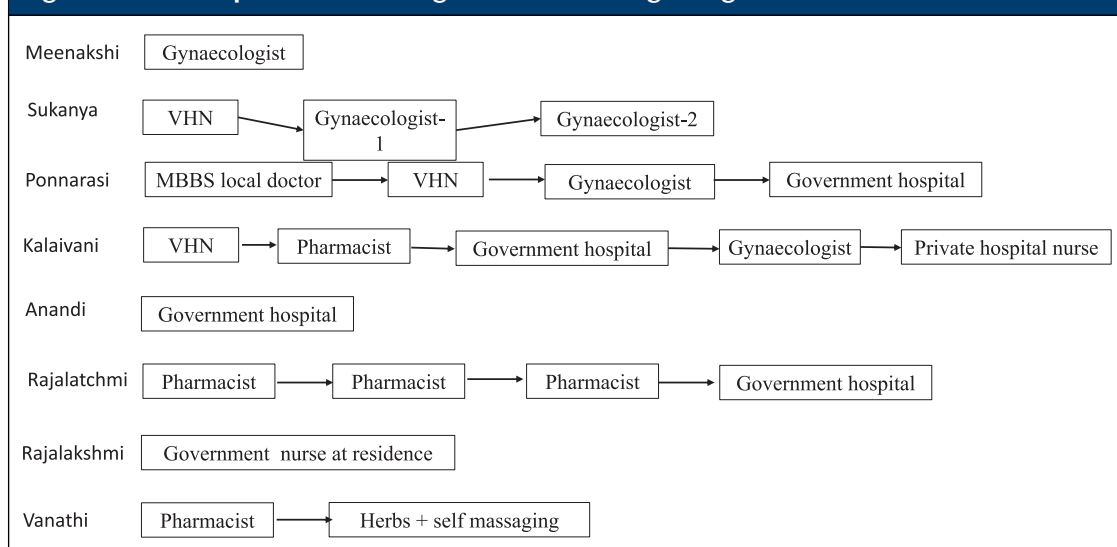 Meenakshi Gynaecologist
Sukanya VHN Gynaecologist-
1 Gynaecologist-2
Ponnarasi MBBS local doctor VHN Gynaecologist Government hospital
Kalaivani VHN Pharmacist Government hospital Gynaecologist Private hospital nurse
Anandi Government hospital
Rajalatchmi Pharmacist Pharmacist Pharmacist Government hospital
Rajalakshmi Government nurse at residence
Vanathi Pharmacist Herbs + self massaging